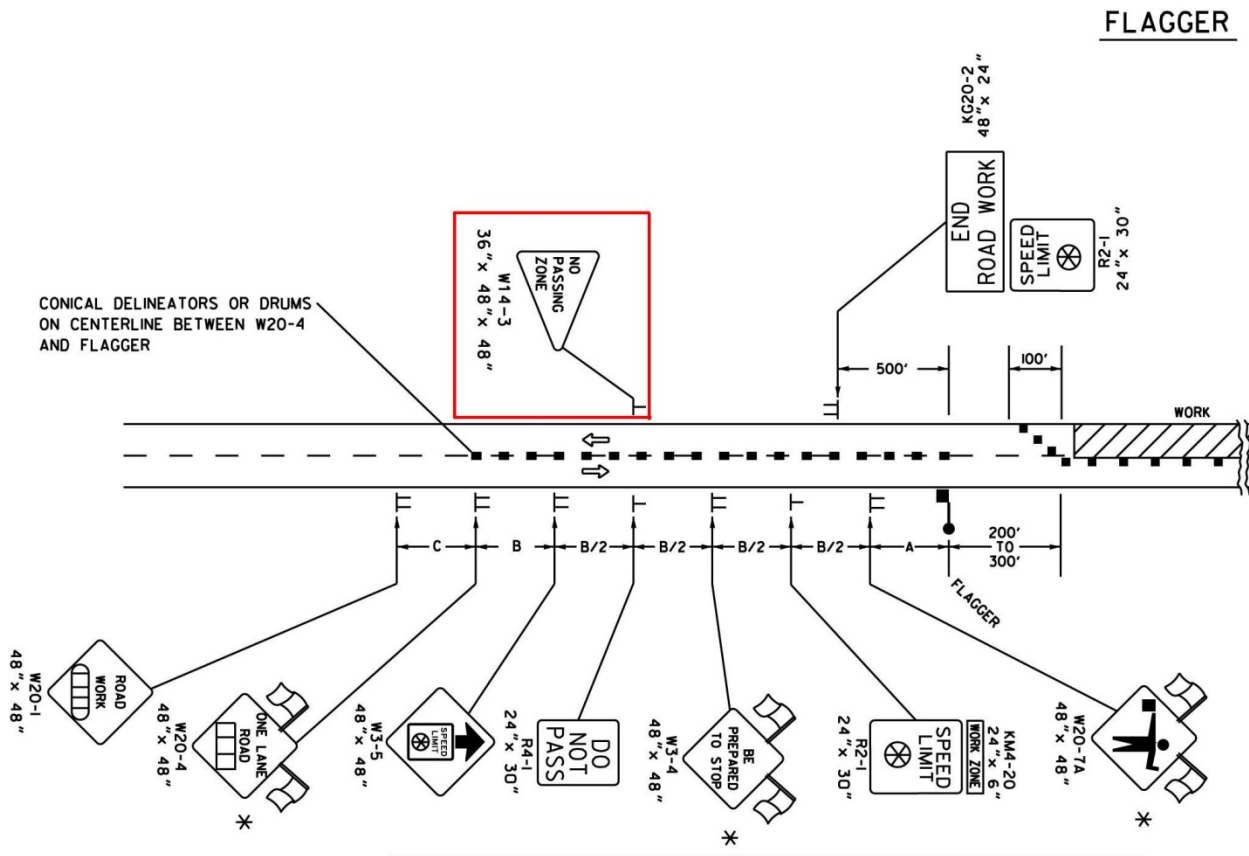 FLAGGER
KG20-2
48" x 24"
END
ROAD WORK
SPEED
LIMIT
R2-1
24" x 30"
NO
PASSING
ZONE
W14-3
36" x 48" x 48"
CONICAL DELINEATORS OR DRUMS
ON CENTERLINE BETWEEN W20-4
AND FLAGGER
500'
100'
WORK
C
B
B/2
B/2
B/2
B/2
A
200'
TO
300'
FLAGGER
ROAD
WORK
W20-1
48" x 48"
ONE LANE
ROAD
W20-4
48" x 48"
*
SPEED
LIMIT
W3-5
48" x 48"
DO
NOT
PASS
R4-1
24" x 30"
BE
PREPARED
TO STOP
W3-4
48" x 48"
*
KM4-20
24" x 6"
WORK ZONE
SPEED
LIMIT
R2-1
24" x 30"
W20-7A
48" x 48"
*